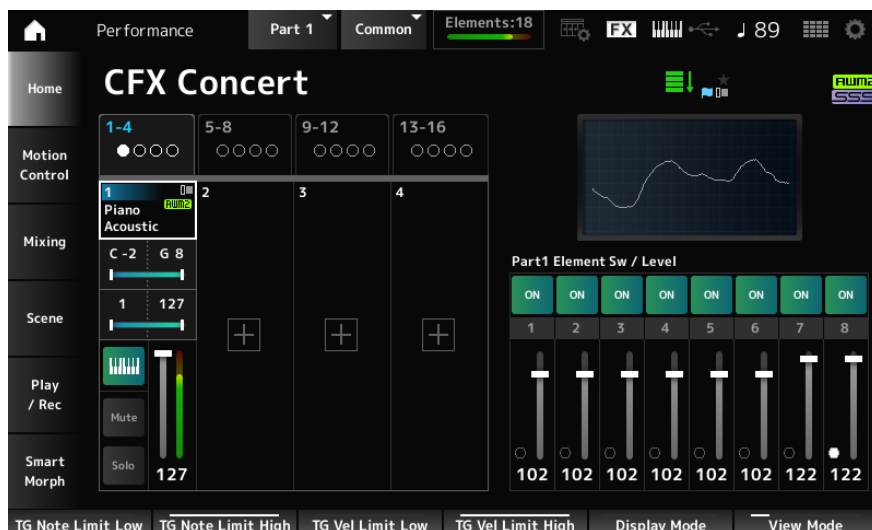 Performance
Part 1
Common
Elements:18
FX
89
Home
CFX Concert
AWM2
SSS
1-4
5-8
9-12
13-16
Motion
Control
1
AWM2
Piano
Acoustic
2
3
4
Mixing
C -2 G 8
Part1 Element Sw / Level
ON ON ON ON ON ON ON ON
1 127
1 2 3 4 5 6 7 8
Scene
Play
/ Rec
Mute
Solo
127
102 102 102 102 102 102 122 122
Smart
Morph
TG Note Limit Low
TG Note Limit High
TG Vel Limit Low
TG Vel Limit High
Display Mode
View Mode